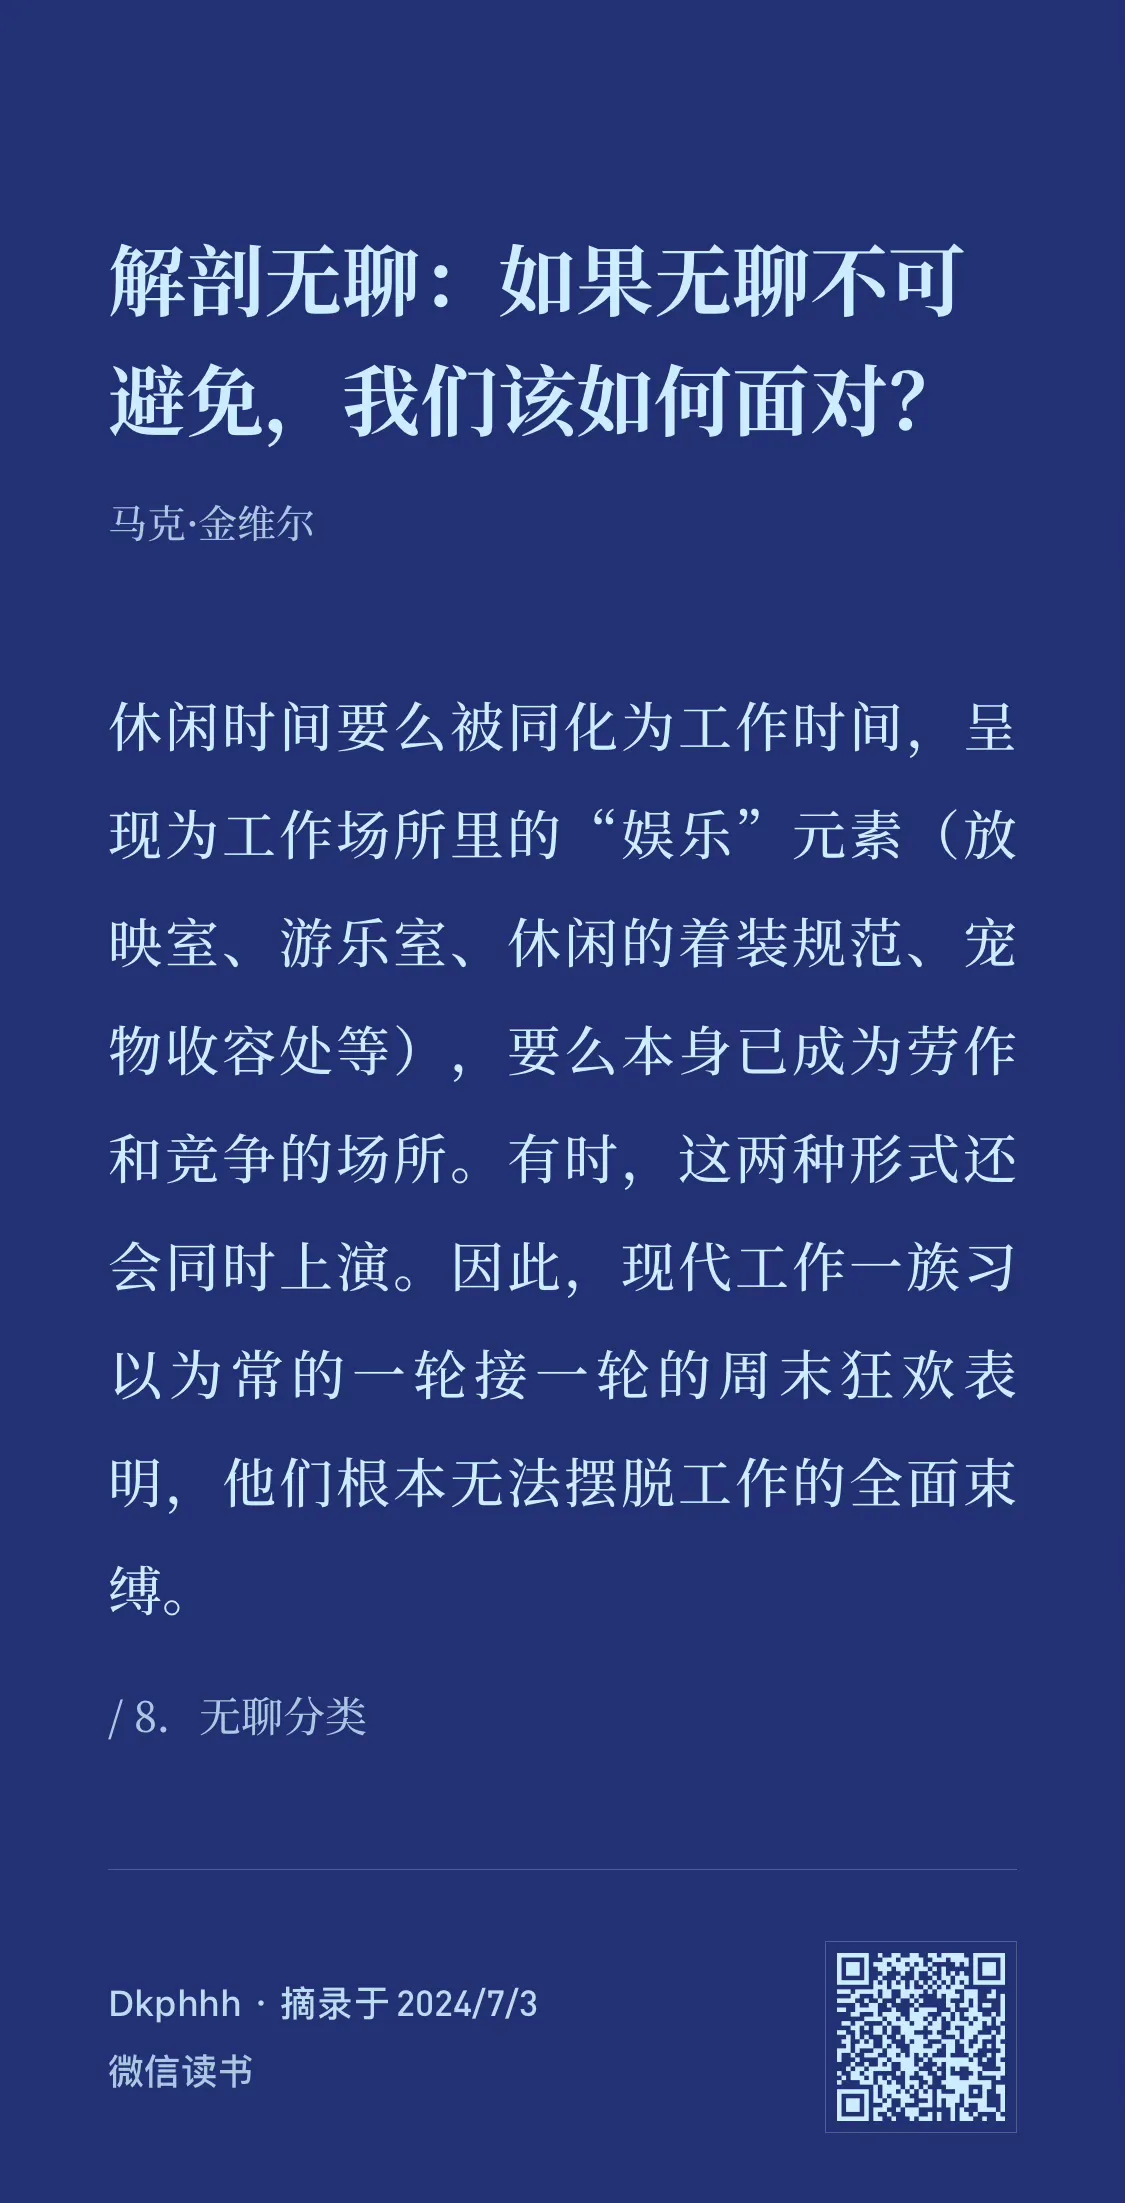 解剖无聊：如果无聊不可
避免，我们该如何面对？
马克·金维尔
休闲时间要么被同化为工作时间，呈
现为工作场所里的“娱乐”元素（放
映室、游乐室、休闲的着装规范、宠
物收容处等），要么本身已成为劳作
和竞争的场所。有时，这两种形式还
会同时上演。因此，现代工作一族习
以为常的一轮接一轮的周末狂欢表
明，他们根本无法摆脱工作的全面束
缚。
/ 8. 无聊分类
Dkphhh · 摘录于 2024/7/3
微信读书